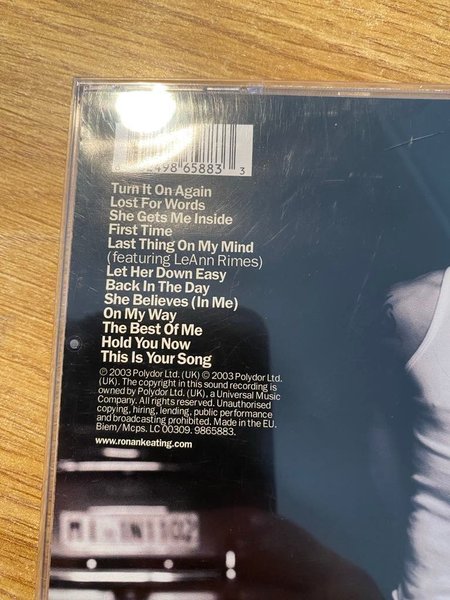 498 65883 3
Turn It On Again
Lost For Words
She Gets Me Inside
First Time
Last Thing On My Mind
(featuring LeAnn Rimes)
Let Her Down Easy
Back In The Day
She Believes (In Me)
On My Way
The Best Of Me
Hold You Now
This Is Your Song
℗ 2003 Polydor Ltd. (UK) © 2003 Polydor Ltd.
(UK). The copyright in this sound recording is
owned by Polydor Ltd. (UK), a Universal Music
Company. All rights reserved. Unauthorised
copying, hiring, lending, public performance
and broadcasting prohibited. Made in the EU.
Biem/Mcps. LC 00309. 9865883.
www.ronankeating.com